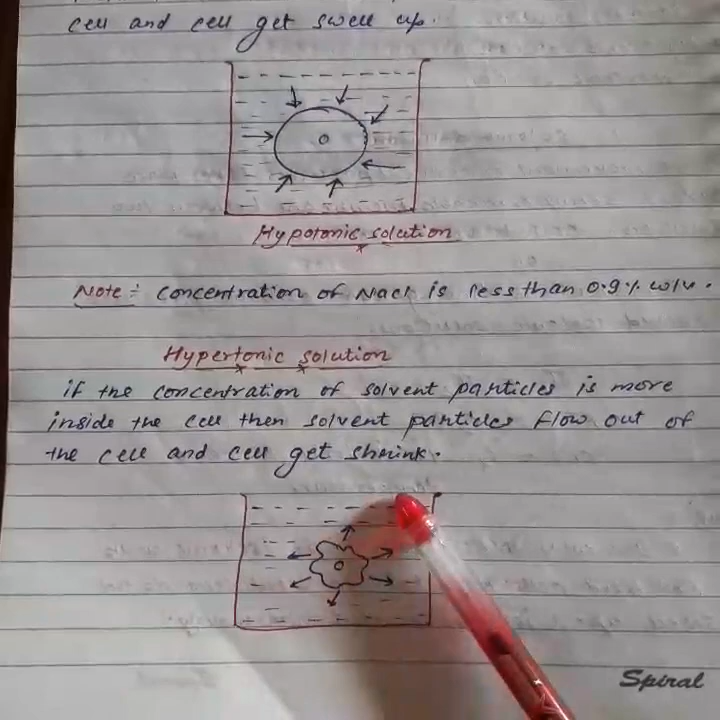 cell and cell get swell up.
Hypotonic solution
Note:- concentration of Nacl is less than 0.9% w/v.
Hypertonic solution
if the concentration of solvent particles is more
inside the cell then solvent particles flow out of
the cell and cell get shrink.
Spiral